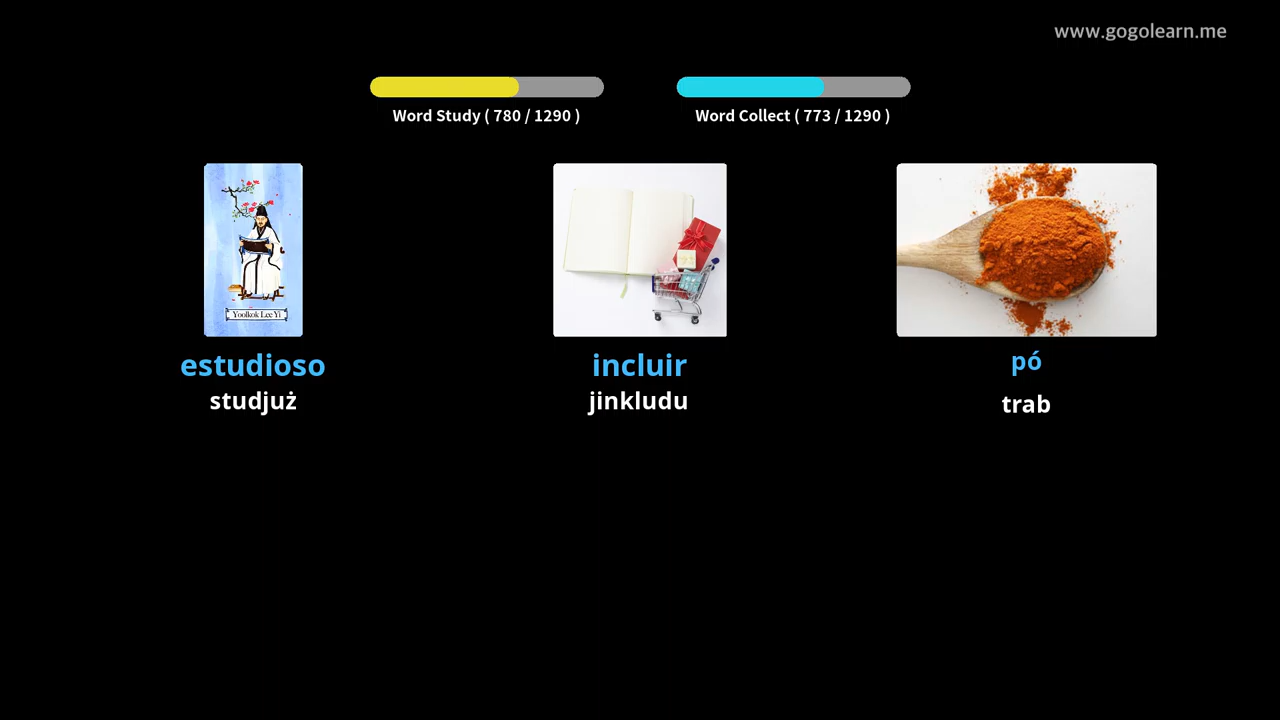 www.gogolearn.me
Word Study ( 780 / 1290 )
Word Collect ( 773 / 1290 )
Yoolkok Lee Yi
estudioso
studjuż
incluir
jinkludu
pó
trab